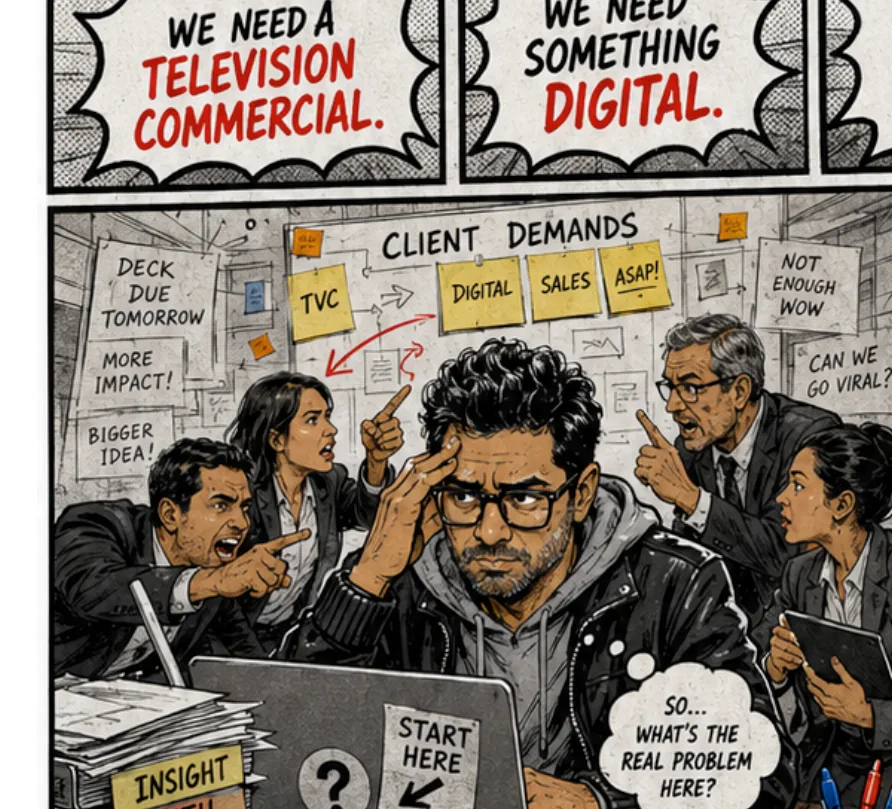 WE NEED A
TELEVISION
COMMERCIAL.
WE NEED
SOMETHING
DIGITAL.
CLIENT DEMANDS
DECK
DUE
TOMORROW
MORE
IMPACT!
BIGGER
IDEA!
TVC
DIGITAL
SALES
ASAP!
NOT
ENOUGH
WOW
CAN WE
GO VIRAL?
SO...
WHAT'S THE
REAL PROBLEM
HERE?
START
HERE
?
INSIGHT